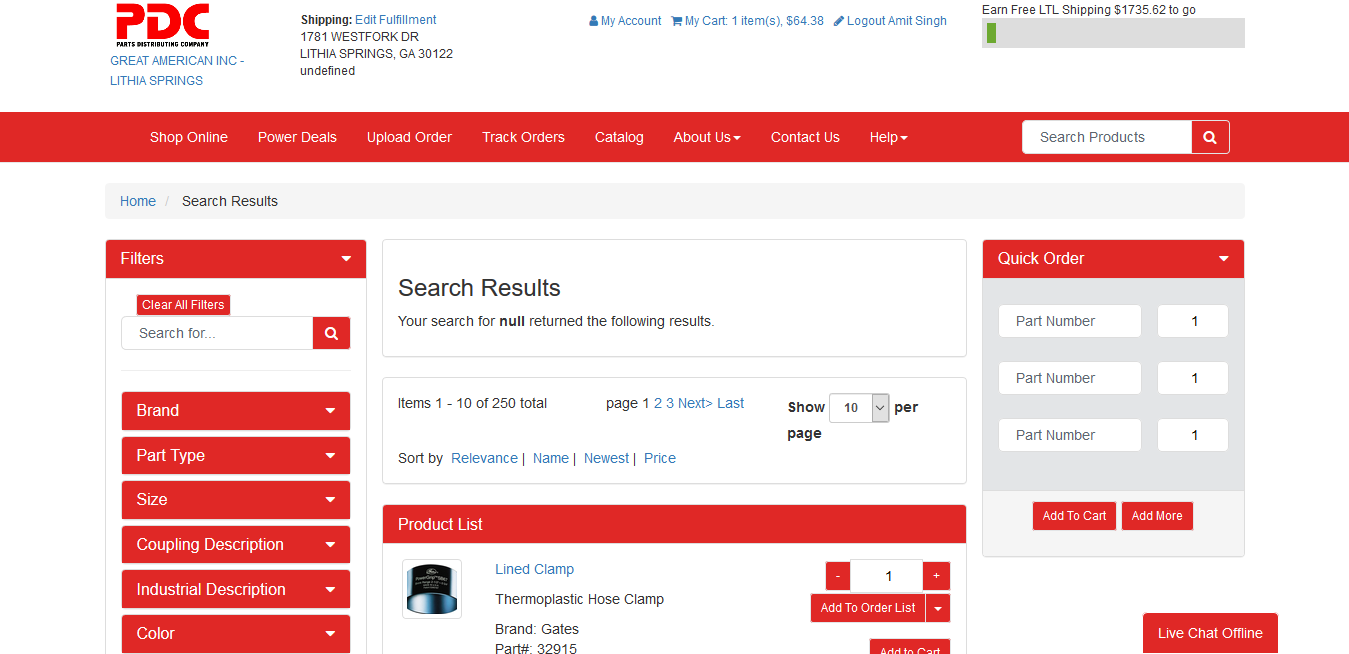 PDC
PARTS DISTRIBUTING COMPANY
GREAT AMERICAN INC -
LITHIA SPRINGS
Shipping: Edit Fulfillment
1781 WESTFORK DR
LITHIA SPRINGS, GA 30122
undefined
My Account My Cart: 1 item(s), $64.38 Logout Amit Singh
Earn Free LTL Shipping $1735.62 to go
Shop Online Power Deals Upload Order Track Orders Catalog About Us Contact Us Help Search Products
Home / Search Results
Filters
Clear All Filters
Search for...
Brand
Part Type
Size
Coupling Description
Industrial Description
Color
Search Results
Your search for null returned the following results.
Items 1 - 10 of 250 total page 1 2 3 Next> Last Show 10 per
page
Sort by Relevance | Name | Newest | Price
Product List
Lined Clamp - 1 +
Thermoplastic Hose Clamp Add To Order List
Brand: Gates
Part#: 32915 Add to Cart
Quick Order
Part Number 1
Part Number 1
Part Number 1
Add To Cart Add More
Live Chat Offline